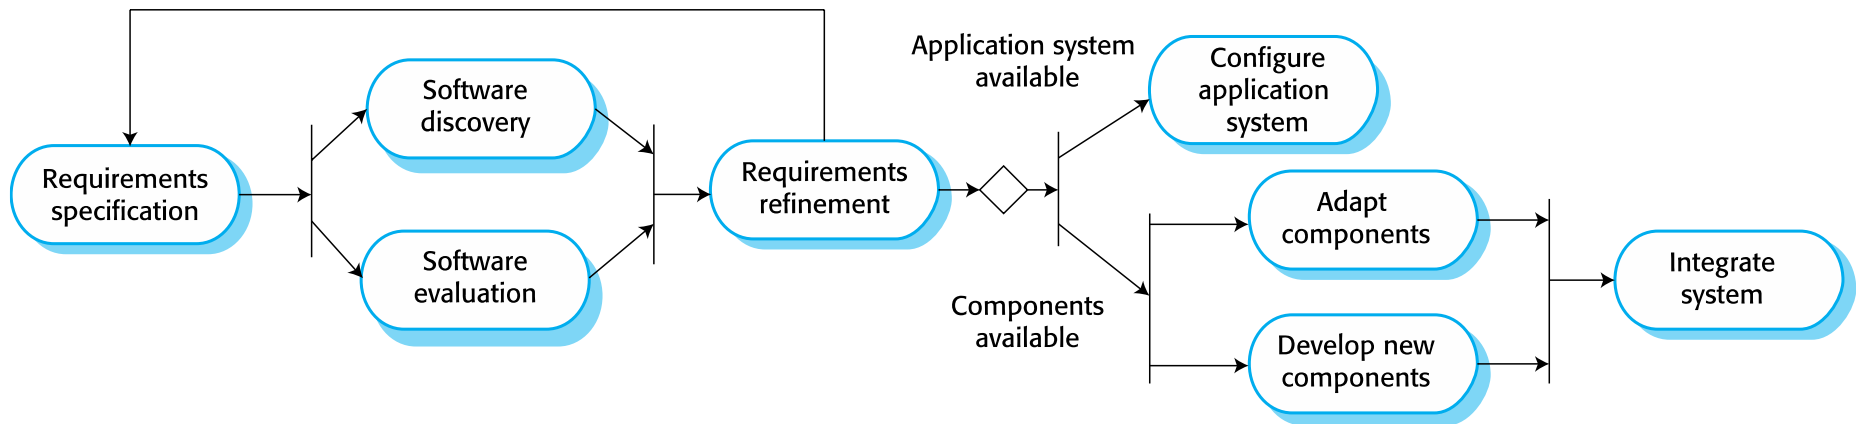 Requirements
specification
Software
discovery
Software
evaluation
Requirements
refinement
Application system
available
Configure
application
system
Components
available
Adapt
components
Develop new
components
Integrate
system